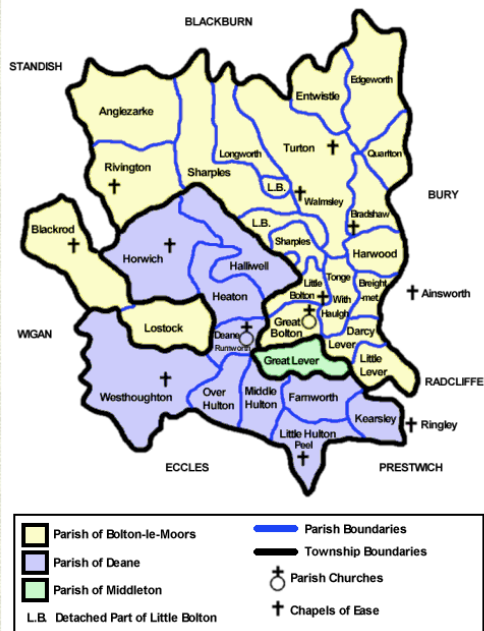 BLACKBURN
STANDISH
Edgeworth
Entwistle
Anglezarke
Turton
Longworth
Quarlton
Rivington
Sharples
L.B.
Walmsley
BURY
Bradshaw
Blackrod
L.B.
Sharples
Horwich
Harwood
Halliwell
Little
Bolton
Tonge
With
Haulgh
Breight-
met
Ainsworth
Heaton
Great
Bolton
Lostock
WIGAN
Deane
Rumworth
Darcy
Lever
Great Lever
Little
Lever
RADCLIFFE
Westhoughton
Over
Hulton
Middle
Hulton
Farnworth
Kearsley
Ringley
Little Hulton
Peel
ECCLES
PRESTWICH
Parish of Bolton-le-Moors
Parish Boundaries
Parish of Deane
Township Boundaries
Parish of Middleton
Parish Churches
L.B. Detached Part of Little Bolton
Chapels of Ease